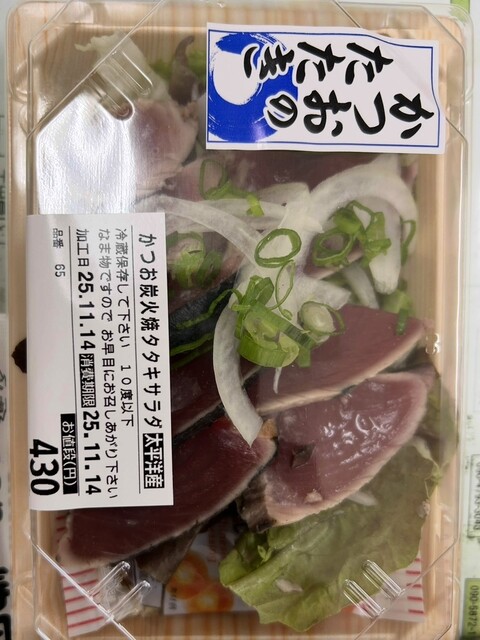 かつおの
たたき
かつお炭火焼タタキサラダ 太平洋産
冷蔵保存して下さい 10度以下
なま物ですので お早目にお召しあがり下さい
加工日 25.11.14 消費期限 25.11.14
品番 65
お値段(円)
430